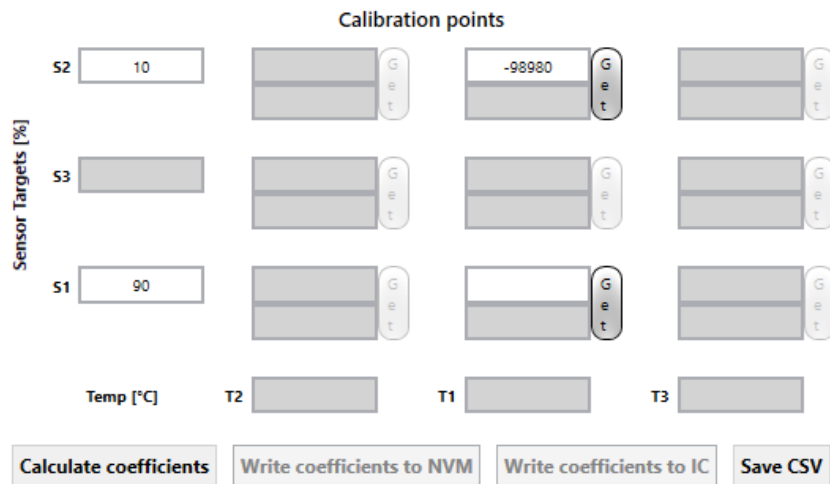 Calibration points
Sensor Targets [%]
S2 10 Get -98980 Get Get
S3 Get Get Get
S1 90 Get Get Get
Temp [°C] T2 T1 T3
Calculate coefficients Write coefficients to NVM Write coefficients to IC Save CSV